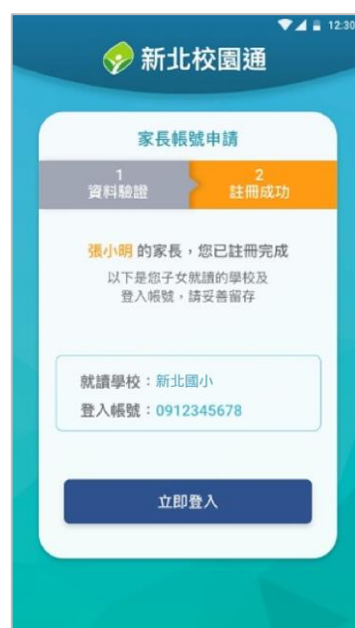 12:30
新北校園通
家長帳號申請
1
資料驗證
2
註冊成功
張小明 的家長，您已註冊完成
以下是您子女就讀的學校及
登入帳號，請妥善留存
就讀學校：新北國小
登入帳號：0912345678
立即登入